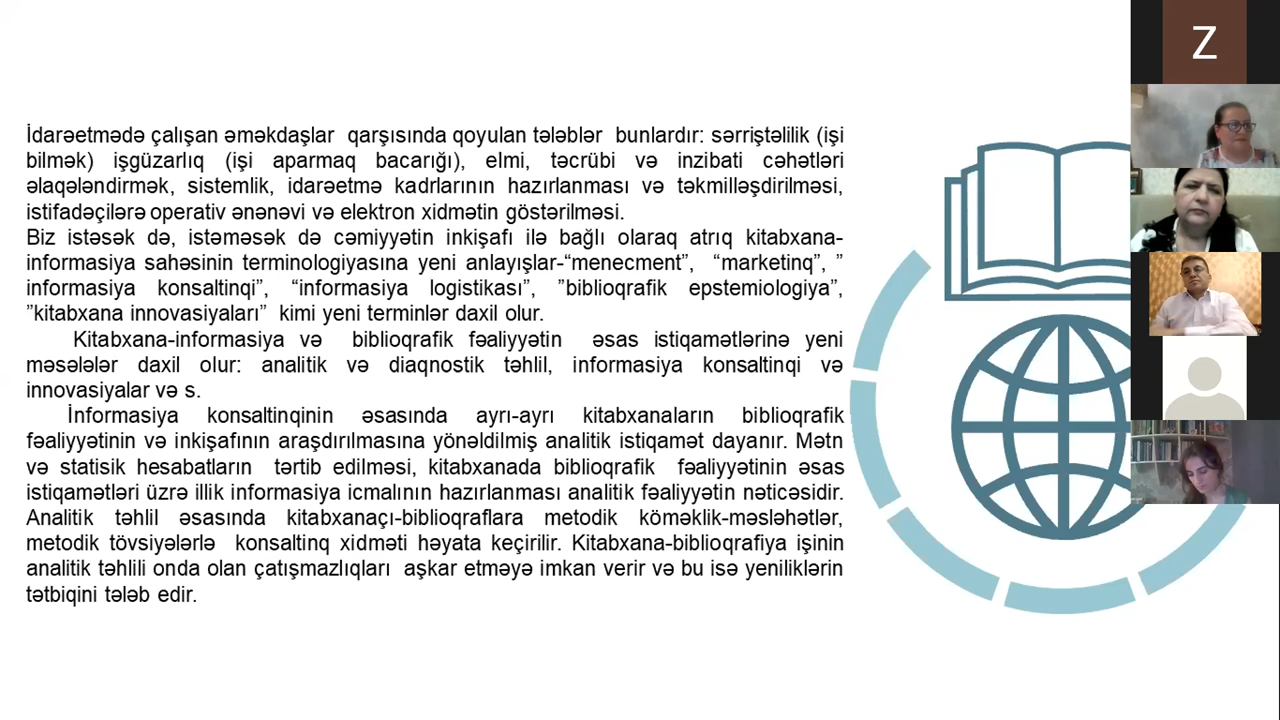 İdarəetmədə çalışan əməkdaşlar qarşısında qoyulan tələblər bunlardır: sərriştəlilik (işi
bilmək) işgüzarlıq (işi aparmaq bacarığı), elmi, təcrübi və inzibati cəhətləri
əlaqələndirmək, sistemlik, idarəetmə kadrlarının hazırlanması və təkmilləşdirilməsi,
istifadəçilərə operativ ənənəvi və elektron xidmətin göstərilməsi.
Biz istəsək də, istəməsək də cəmiyyətin inkişafı ilə bağlı olaraq atrıq kitabxana-
informasiya sahəsinin terminologiyasına yeni anlayışlar-“menecment”, “marketinq”, ”
informasiya konsaltinqi”, “informasiya logistikası”, ”biblioqrafik epstemiologiya”,
”kitabxana innovasiyaları” kimi yeni terminlər daxil olur.
Kitabxana-informasiya və biblioqrafik fəaliyyətin əsas istiqamətlərinə yeni
məsələlər daxil olur: analitik və diaqnostik təhlil, informasiya konsaltinqi və
innovasiyalar və s.
İnformasiya konsaltinqinin əsasında ayrı-ayrı kitabxanaların biblioqrafik
fəaliyyətinin və inkişafının araşdırılmasına yönəldilmiş analitik istiqamət dayanır. Mətn
və statisik hesabatların tərtib edilməsi, kitabxanada biblioqrafik fəaliyyətinin əsas
istiqamətləri üzrə illik informasiya icmalının hazırlanması analitik fəaliyyətin nəticəsidir.
Analitik təhlil əsasında kitabxanaçı-biblioqraflara metodik köməklik-məsləhətlər,
metodik tövsiyələrlə konsaltinq xidməti həyata keçirilir. Kitabxana-biblioqrafiya işinin
analitik təhlili onda olan çatışmazlıqları aşkar etməyə imkan verir və bu isə yeniliklərin
tətbiqini tələb edir.
Z